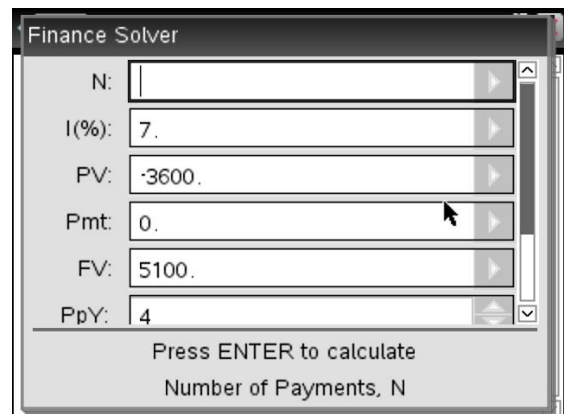 Finance Solver
N:
I(%): 7.
PV: -3600.
Pmt: 0.
FV: 5100.
PpY: 4
Press ENTER to calculate
Number of Payments, N